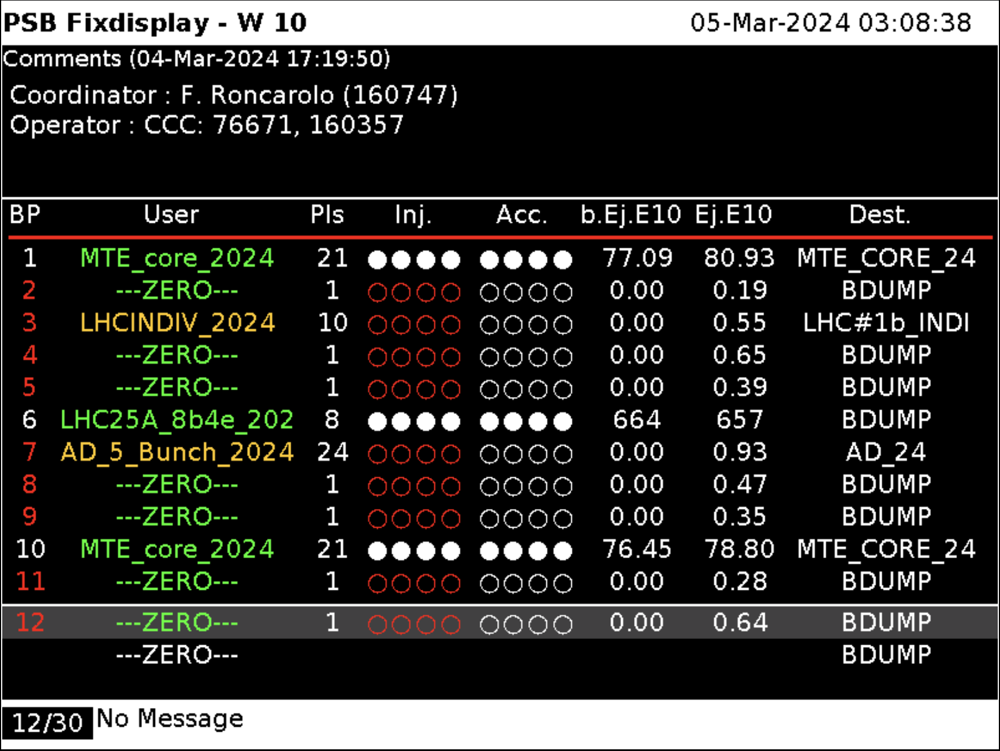 PSB Fixdisplay - W 10 05-Mar-2024 03:08:38
Comments (04-Mar-2024 17:19:50)
Coordinator : F. Roncarolo (160747)
Operator : CCC: 76671, 160357
BP User Pls Inj. Acc. b.Ej.E10 Ej.E10 Dest.
1 MTE_core_2024 21 77.09 80.93 MTE_CORE_24
2 ---ZERO--- 1 0.00 0.19 BDUMP
3 LHCINDIV_2024 10 0.00 0.55 LHC#1b_INDI
4 ---ZERO--- 1 0.00 0.65 BDUMP
5 ---ZERO--- 1 0.00 0.39 BDUMP
6 LHC25A_8b4e_202 8 664 657 BDUMP
7 AD_5_Bunch_2024 24 0.00 0.93 AD_24
8 ---ZERO--- 1 0.00 0.47 BDUMP
9 ---ZERO--- 1 0.00 0.35 BDUMP
10 MTE_core_2024 21 76.45 78.80 MTE_CORE_24
11 ---ZERO--- 1 0.00 0.28 BDUMP
12 ---ZERO--- 1 0.00 0.64 BDUMP
---ZERO--- BDUMP
12/30 No Message